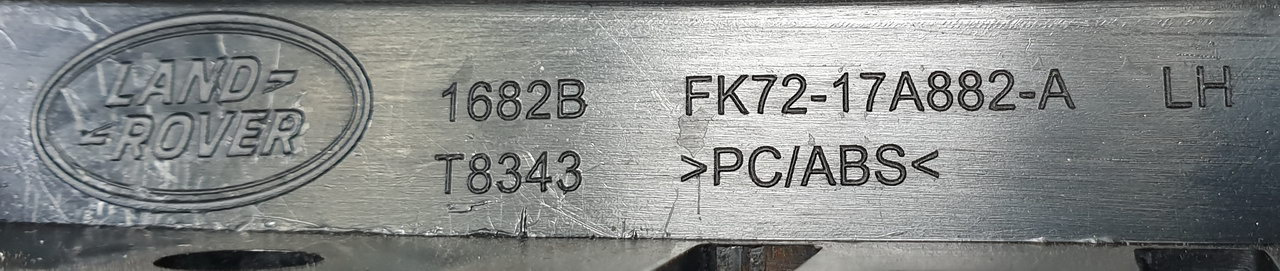 LAND
ROVER
1682B FK72-17A882-A LH
T8343 >PC/ABS<